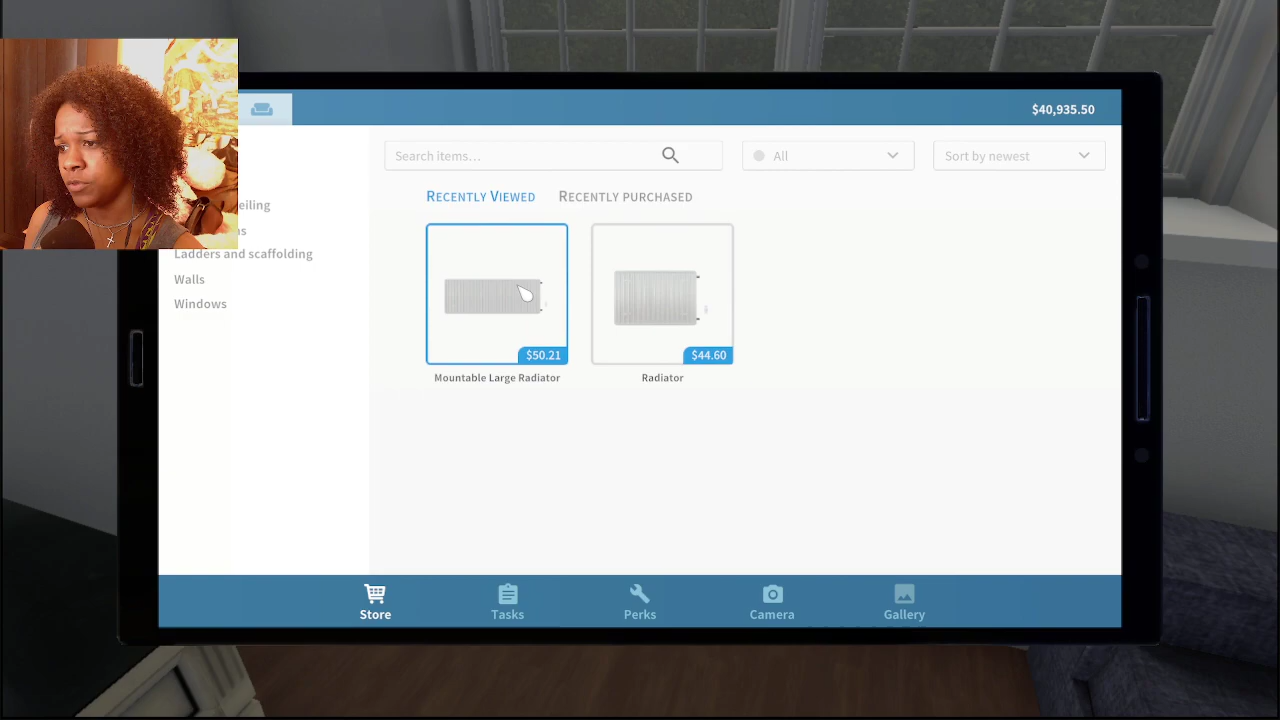 $40,935.50
Search items...
All
Sort by newest
RECENTLY VIEWED
RECENTLY PURCHASED
eiling
ns
Ladders and scaffolding
Walls
Windows
$50.21
$44.60
Mountable Large Radiator
Radiator
Store
Tasks
Perks
Camera
Gallery